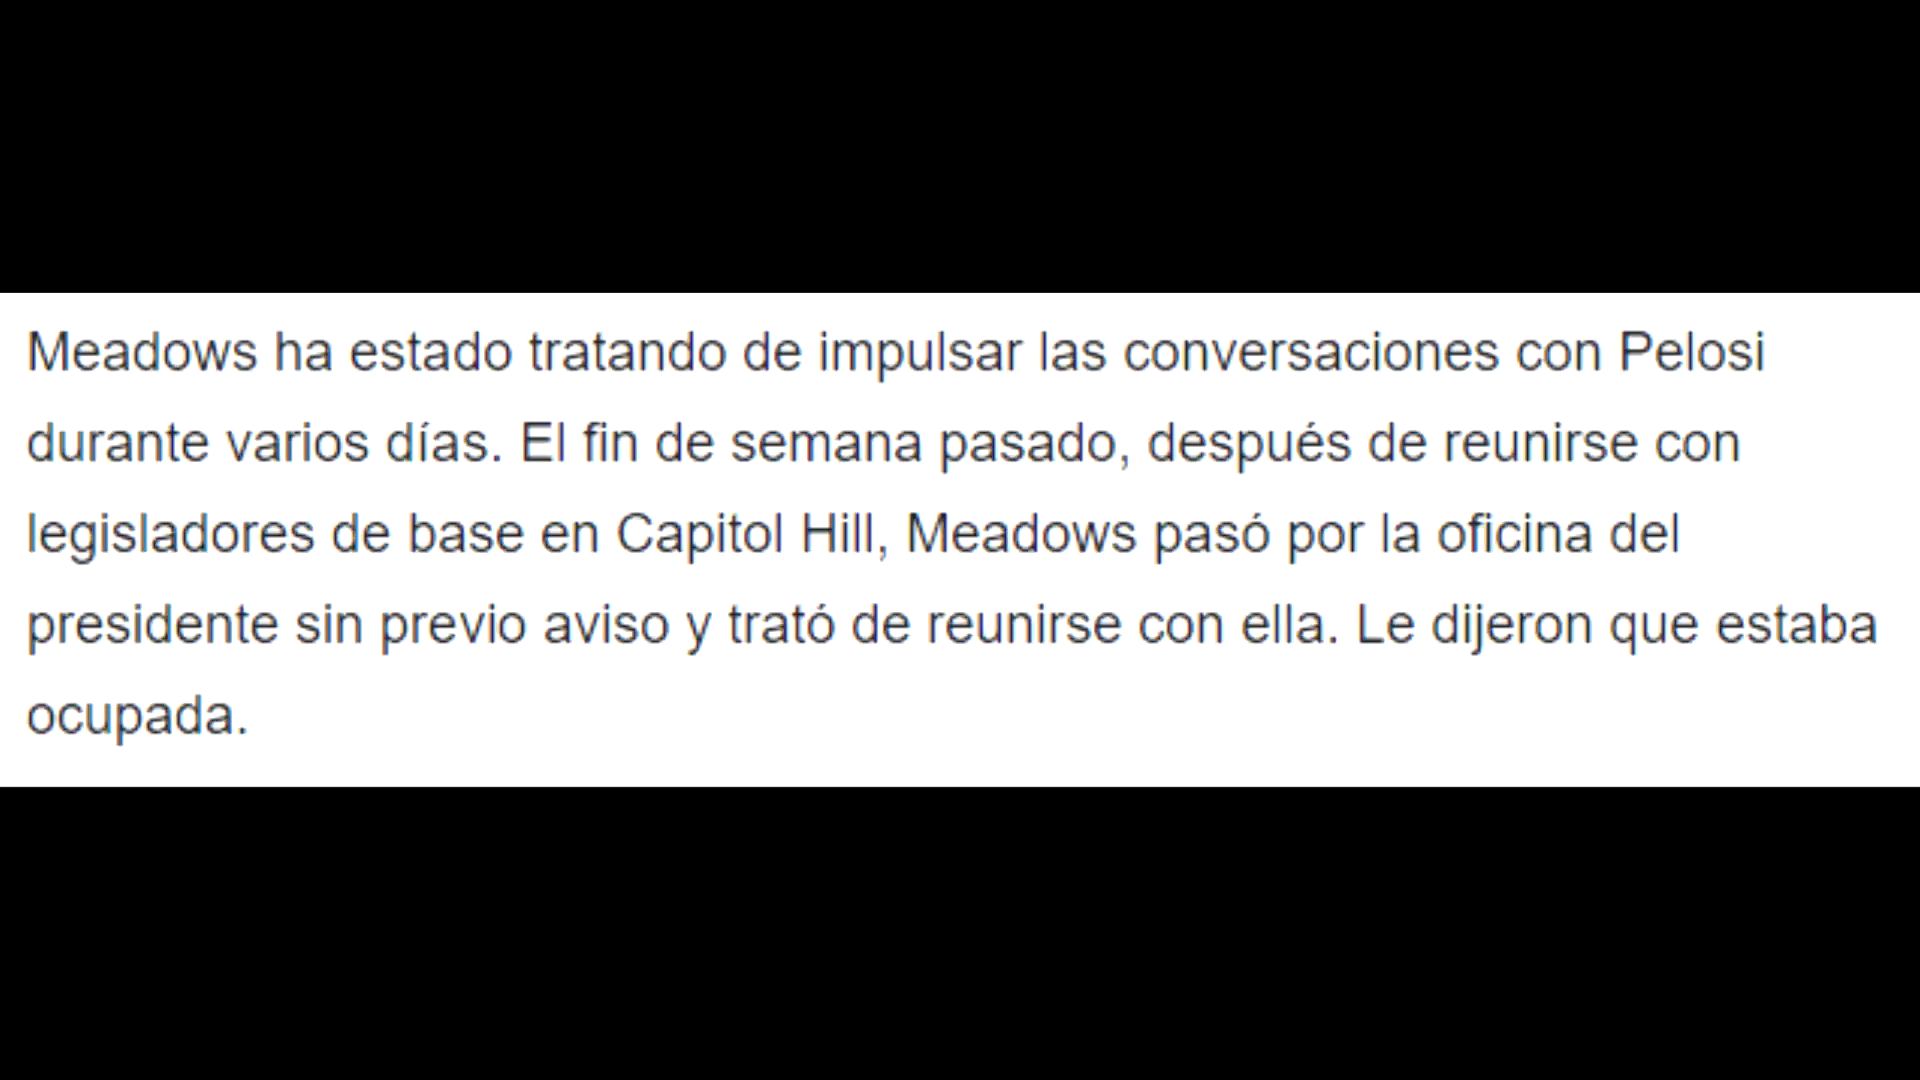 Meadows ha estado tratando de impulsar las conversaciones con Pelosi
durante varios días. El fin de semana pasado, después de reunirse con
legisladores de base en Capitol Hill, Meadows pasó por la oficina del
presidente sin previo aviso y trató de reunirse con ella. Le dijeron que estaba
ocupada.